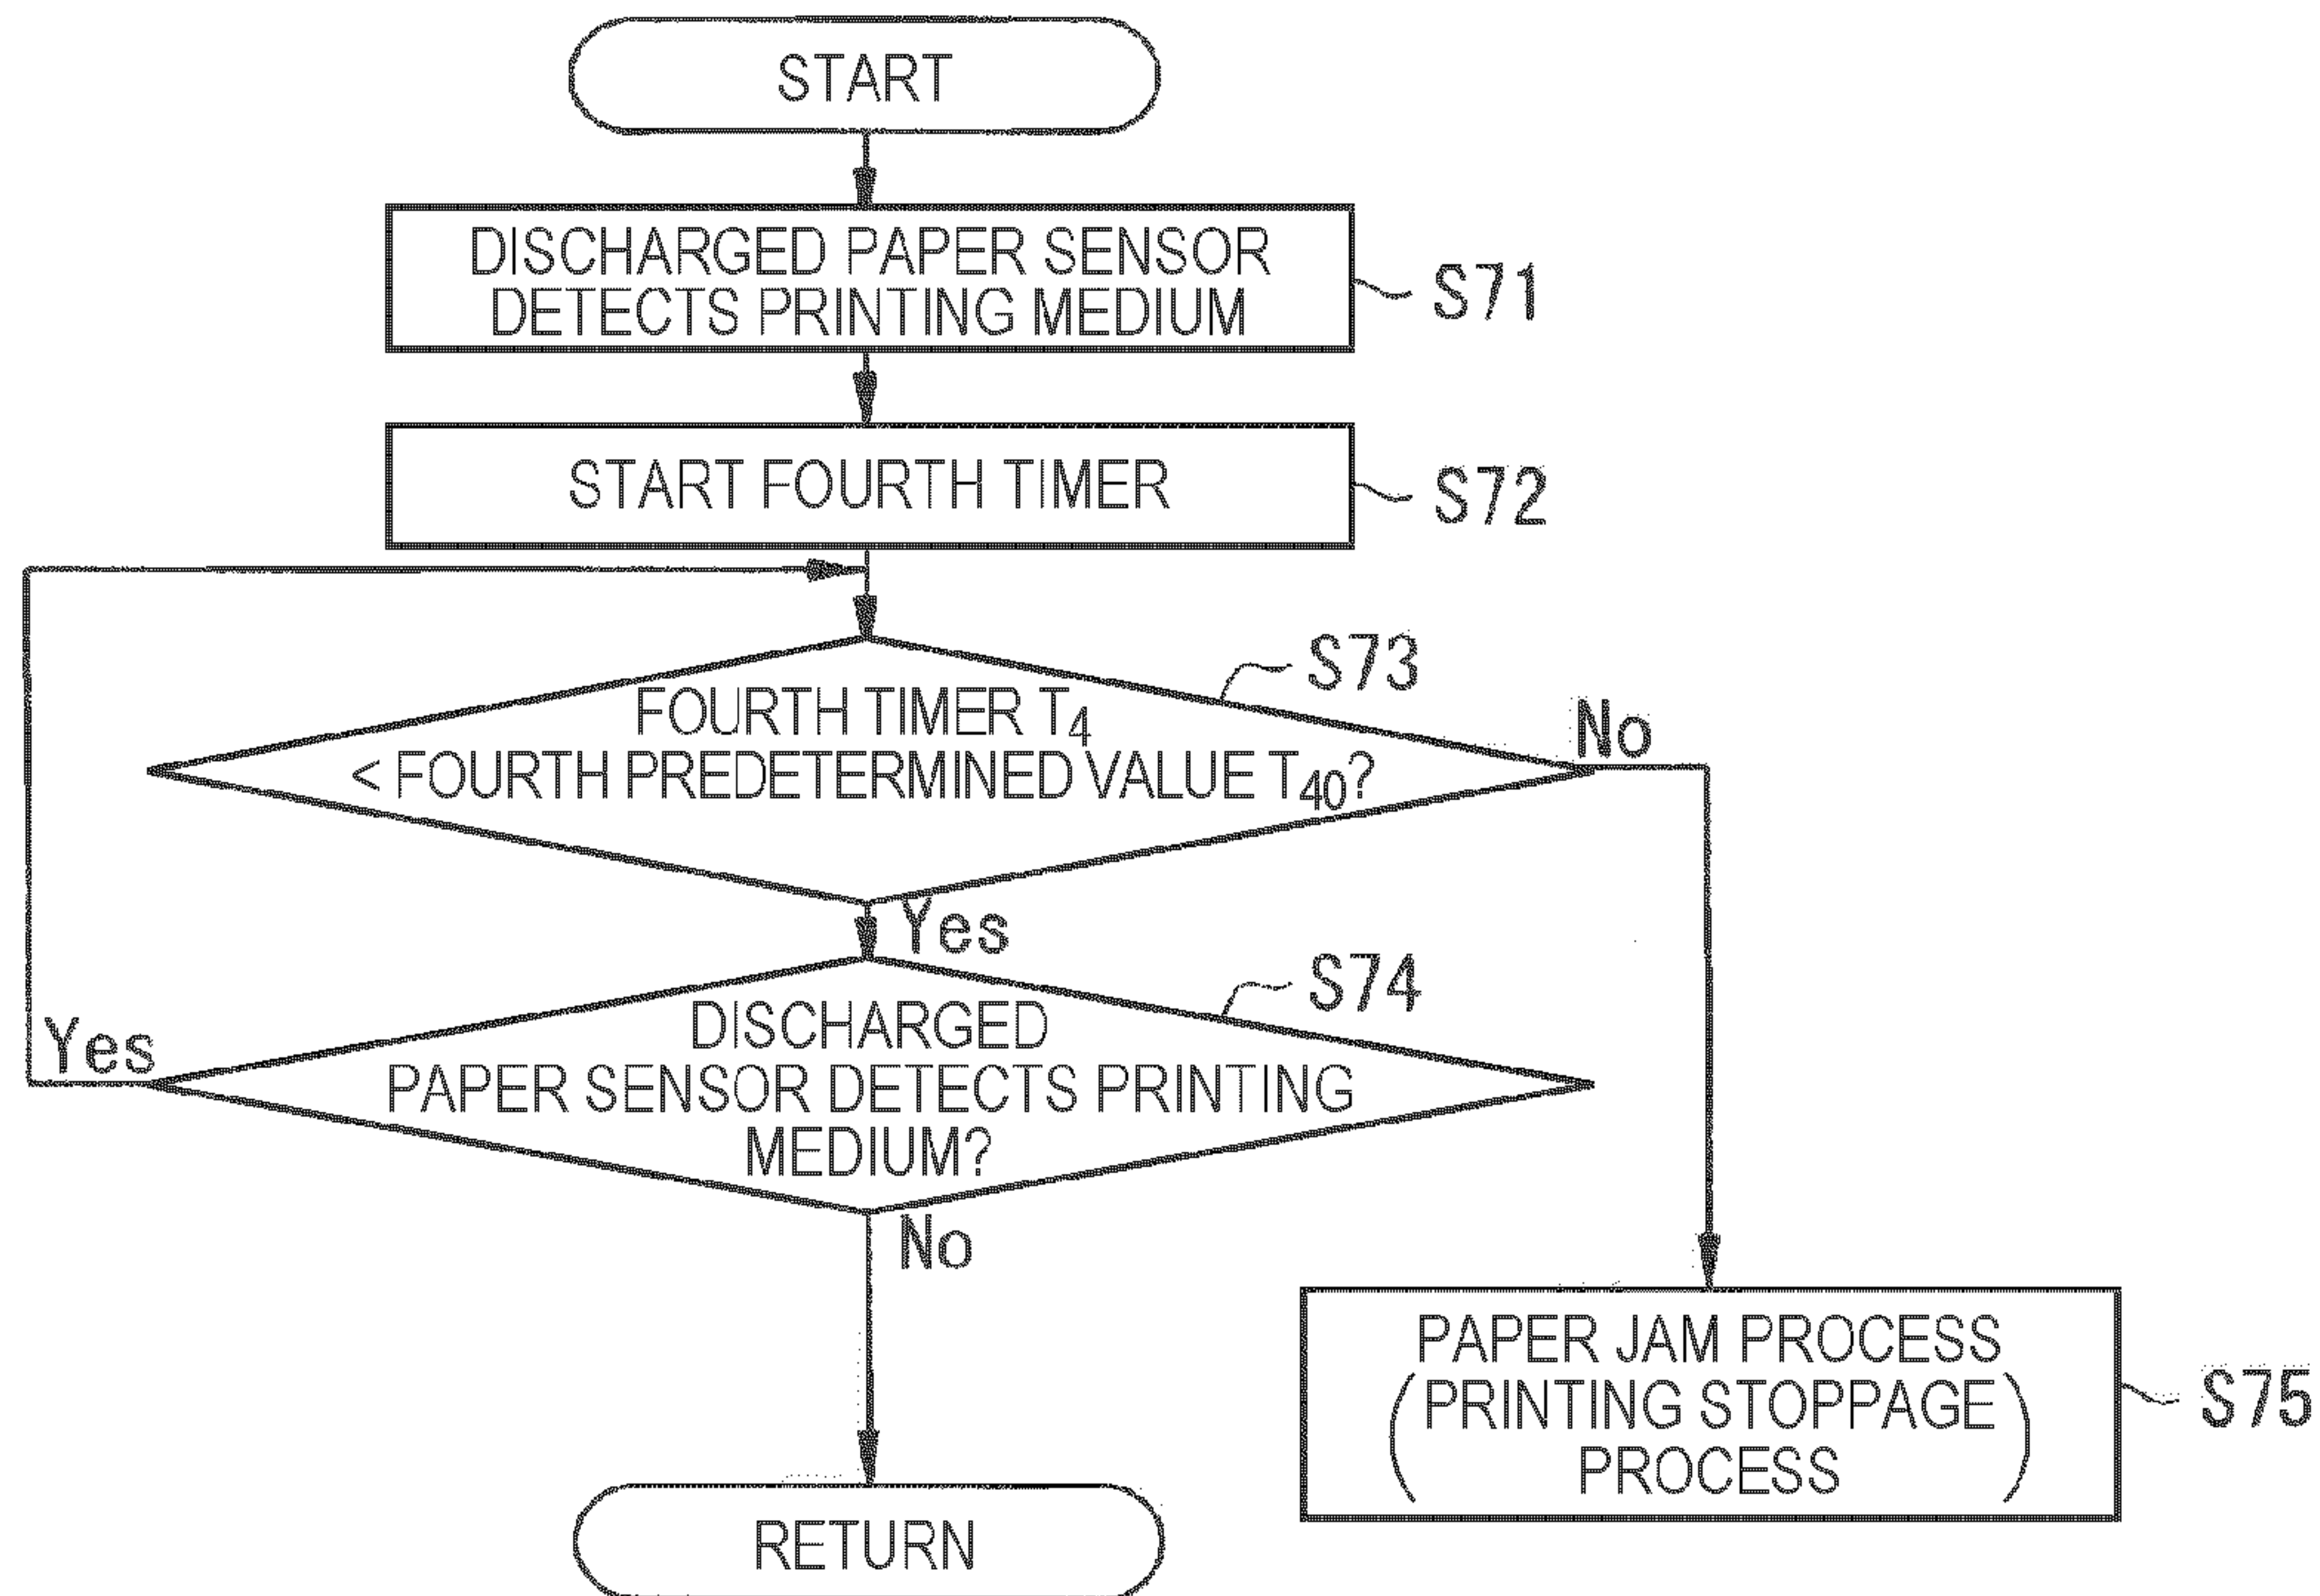 START
DISCHARGED PAPER SENSOR
DETECTS PRINTING MEDIUM
S71
START FOURTH TIMER
S72
S73
FOURTH TIMER T4
< FOURTH PREDETERMINED VALUE T40?
No
Yes
S74
DISCHARGED
PAPER SENSOR DETECTS PRINTING
MEDIUM?
Yes
No
PAPER JAM PROCESS
(PRINTING STOPPAGE
PROCESS)
S75
RETURN